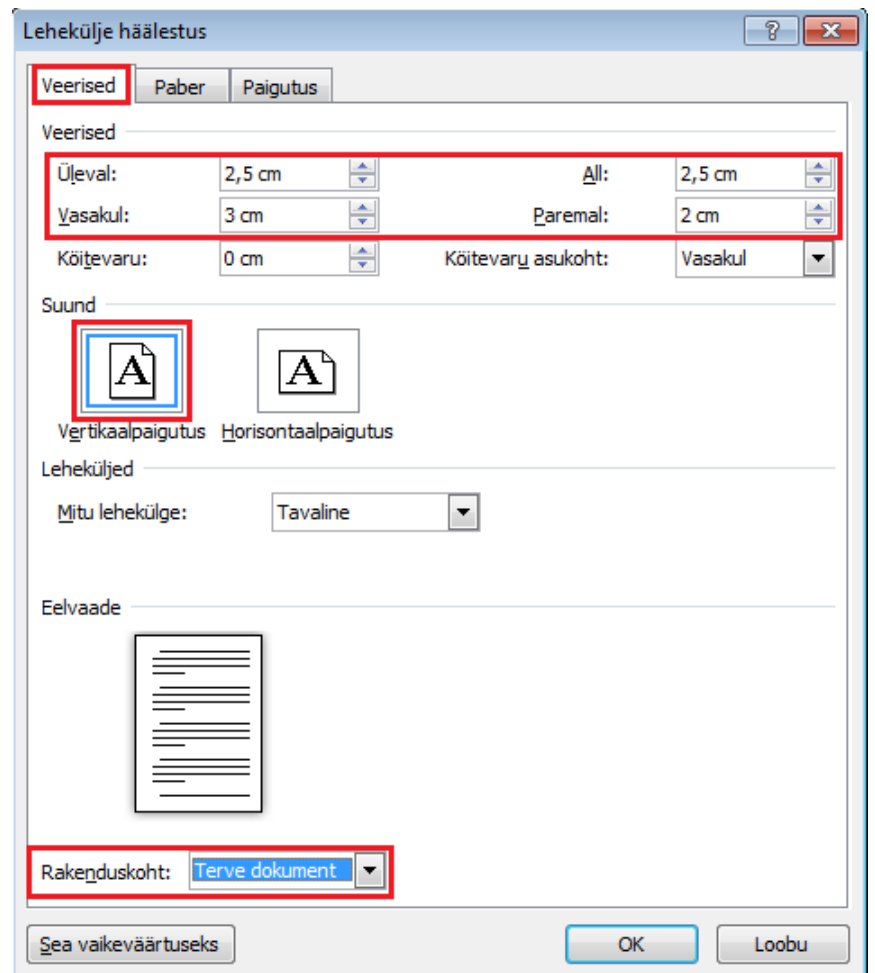 Lehekülje häälestus
Veerised Paber Paigutus
Veerised
Üleval: 2,5 cm All: 2,5 cm
Vasakul: 3 cm Paremal: 2 cm
Köitevaru: 0 cm Köitevaru asukoht: Vasakul
Suund
A A
Vertikaalpaigutus Horisontaalpaigutus
Leheküljed
Mitu lehekülge: Tavaline
Eelvaade
Rakenduskoht: Terve dokument
Sea vaikeväärtuseks OK Loobu